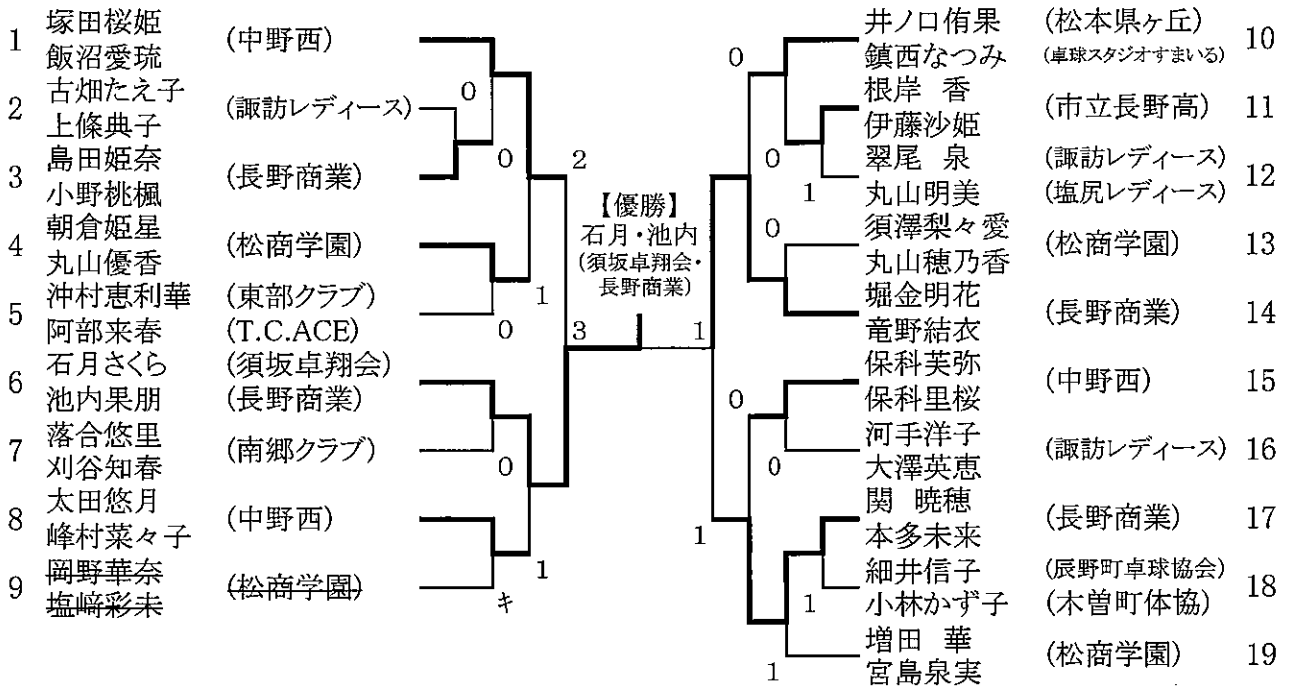 1 塚田桜姫 (中野西)
飯沼愛琉
2 古畑たえ子 (諏訪レディース)
上條典子
3 島田姫奈 (長野商業)
小野桃楓
4 朝倉姫星 (松商学園)
丸山優香
5 沖村恵利華 (東部クラブ)
阿部来春 (T.C.ACE)
6 石月さくら (須坂卓翔会)
池内果朋 (長野商業)
7 落合悠里 (南郷クラブ)
刈谷知春
8 太田悠月 (中野西)
峰村菜々子
9 岡野華奈 (松商学園)
塩﨑彩未
0
0
2
1
0
3
0
1
キ
【優勝】
石月・池内
(須坂卓翔会・
長野商業)
0
0
1
0
1
0
0
1
1
1
井ノ口侑果 (松本県ヶ丘) 10
鎮西なつみ (卓球スタジオすまいる)
根岸 香 (市立長野高) 11
伊藤沙姫
翠尾 泉 (諏訪レディース) 12
丸山明美 (塩尻レディース)
須澤梨々愛 (松商学園) 13
丸山穂乃香
堀金明花 (長野商業) 14
竜野結衣
保科芙弥 (中野西) 15
保科里桜
河手洋子 (諏訪レディース) 16
大澤英恵
関 暁穂 (長野商業) 17
本多未来
細井信子 (辰野町卓球協会) 18
小林かず子 (木曽町体協)
増田 華 (松商学園) 19
宮島泉実